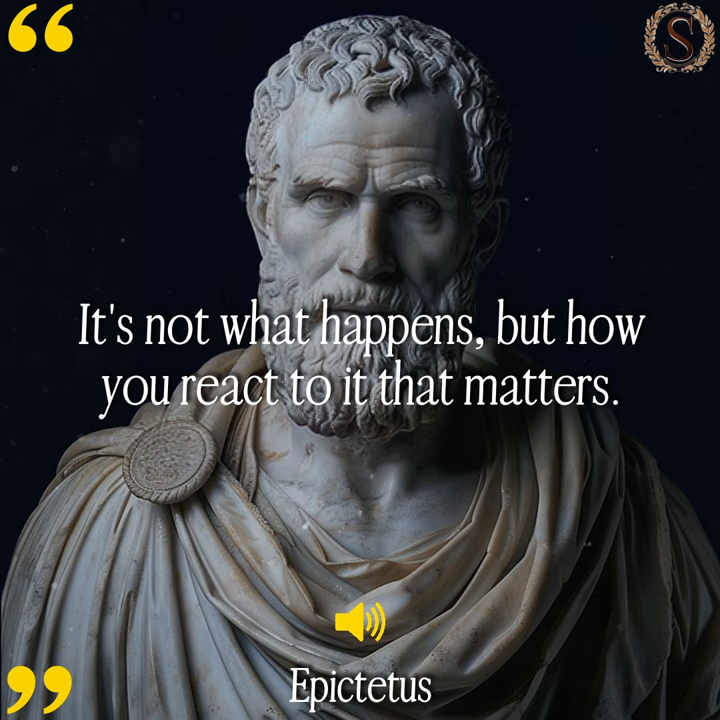 “
S
It's not what happens, but how
you react to it that matters.
Epictetus
”